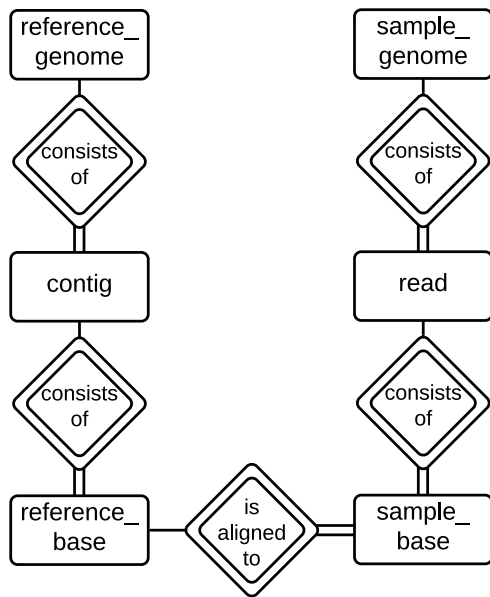 reference_
genome
sample_
genome
consists
of
consists
of
contig
read
consists
of
consists
of
reference_
base
is
aligned
to
sample_
base